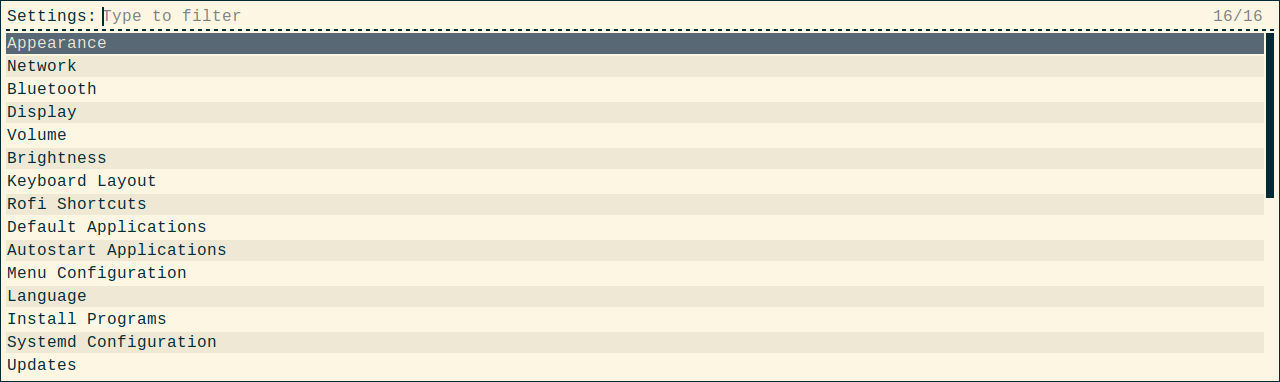 Settings: Type to filter 16/16
Appearance
Network
Bluetooth
Display
Volume
Brightness
Keyboard Layout
Rofi Shortcuts
Default Applications
Autostart Applications
Menu Configuration
Language
Install Programs
Systemd Configuration
Updates